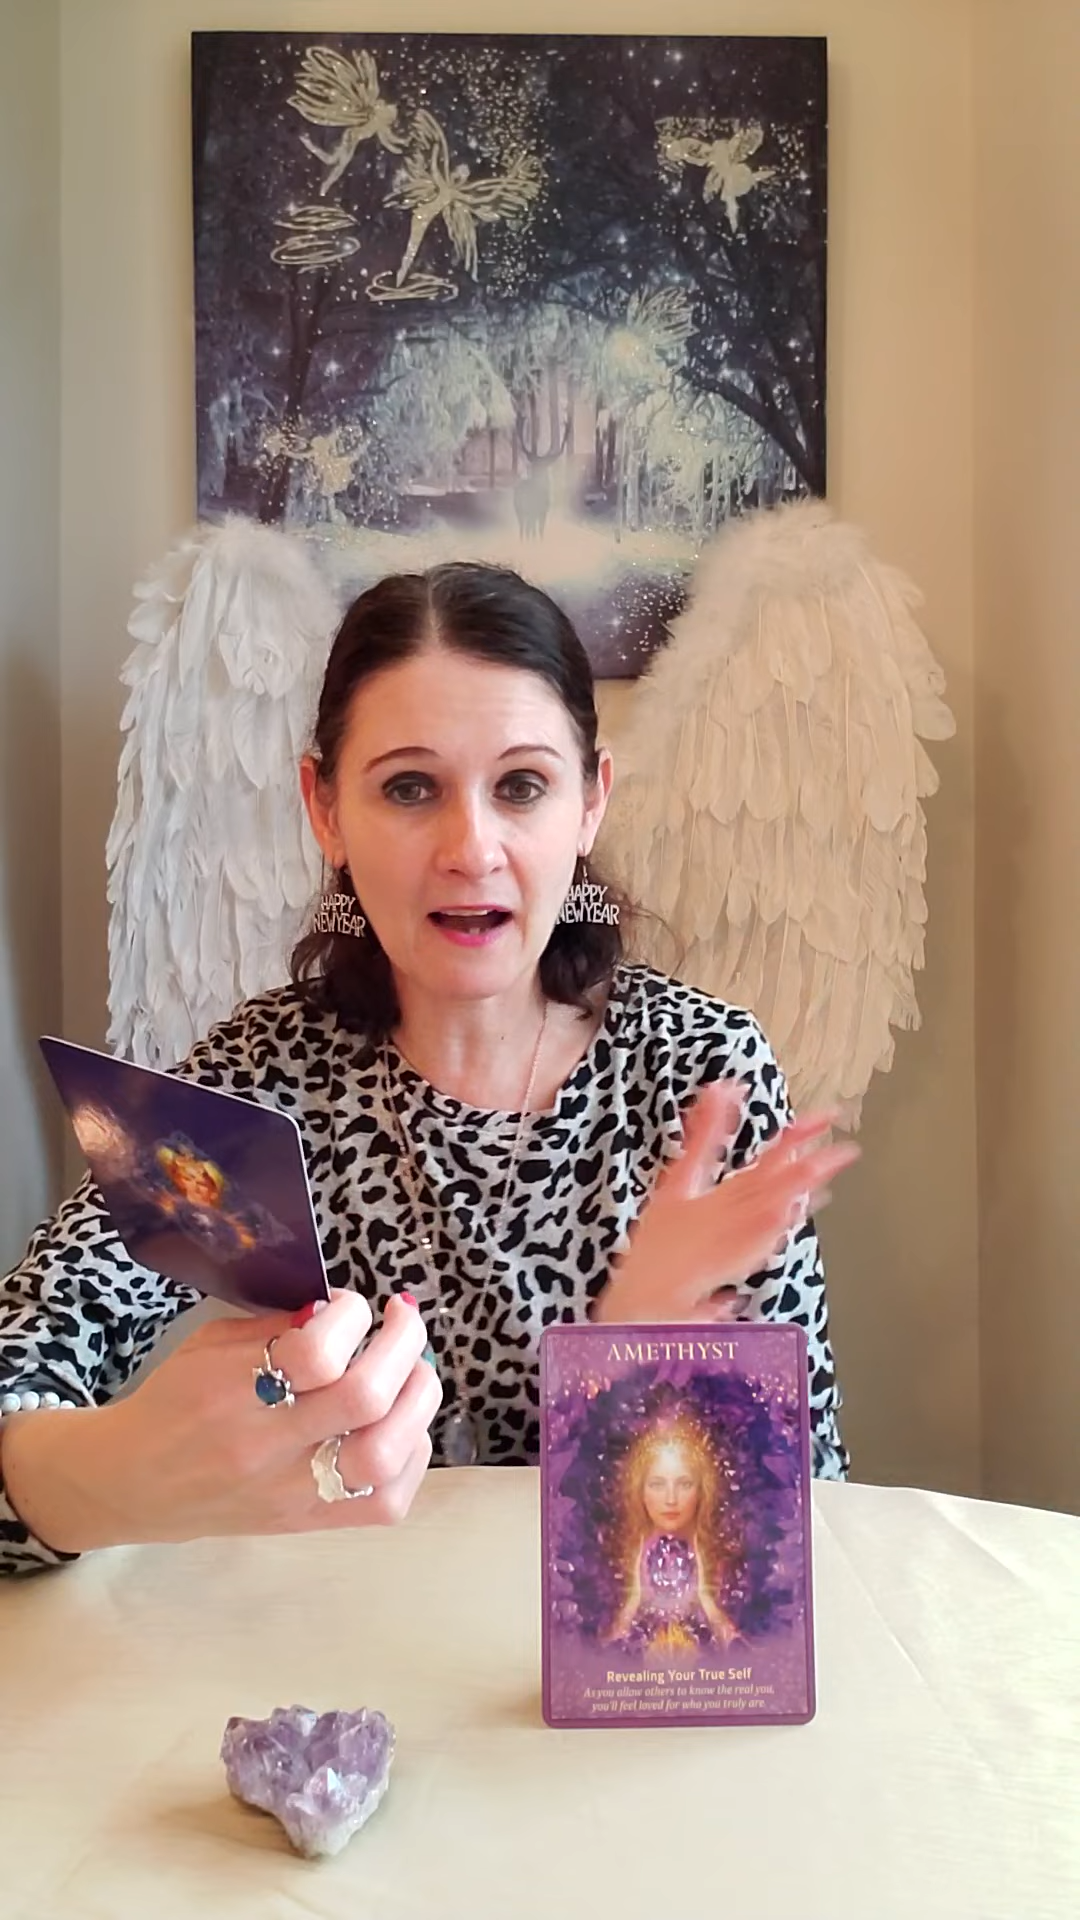 HAPPY
NEWYEAR
HAPPY
NEWYEAR
AMETHYST
Revealing Your True Self
As you allow others to know the real you,
you'll feel loved for who you truly are.